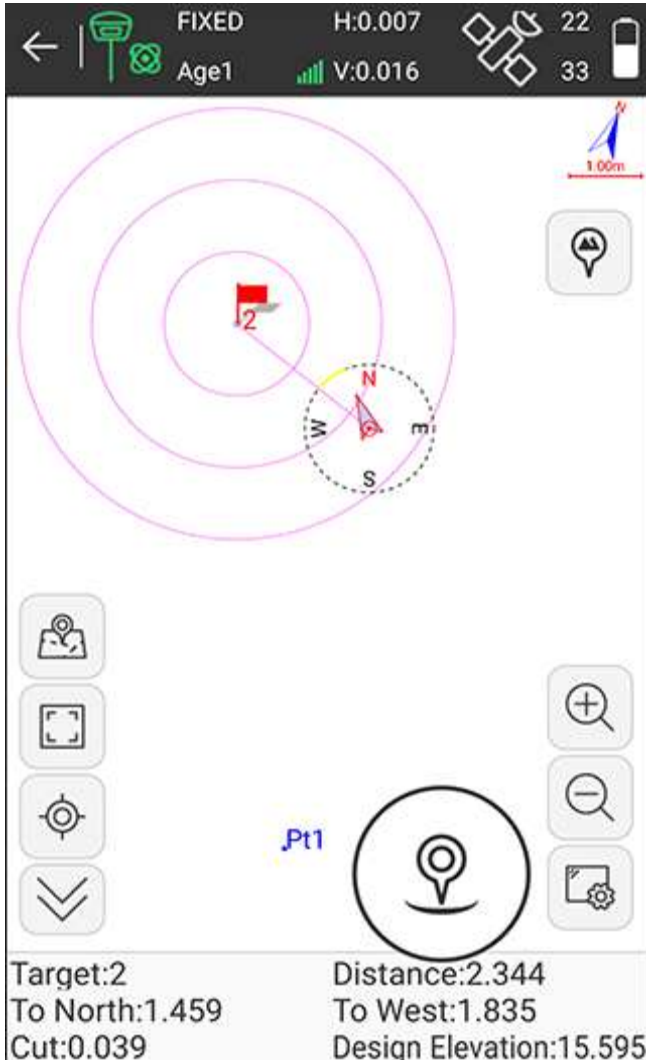 FIXED H:0.007 22
Age1 V:0.016 33
N
1.00m
2
N
W E
S
Pt1
Target:2 Distance:2.344
To North:1.459 To West:1.835
Cut:0.039 Design Elevation:15.595